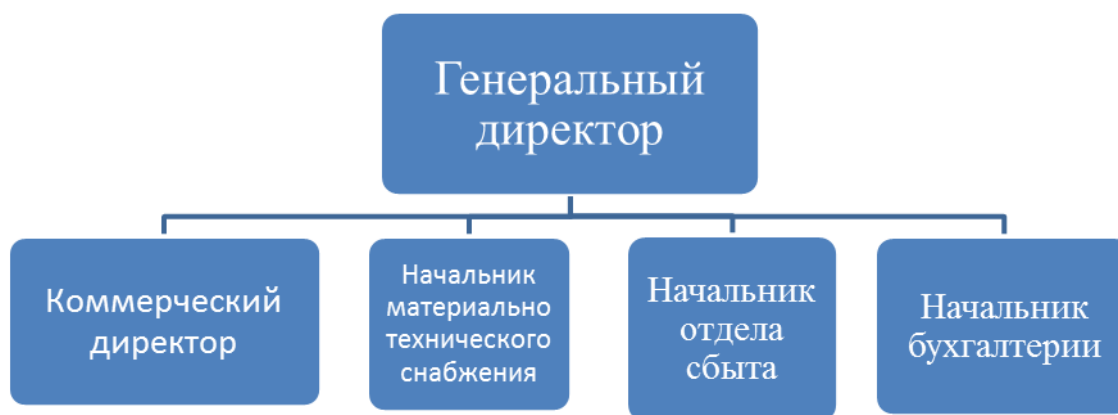 Генеральный
директор
Коммерческий
директор
Начальник
материально
технического
снабжения
Начальник
отдела
сбыта
Начальник
бухгалтерии